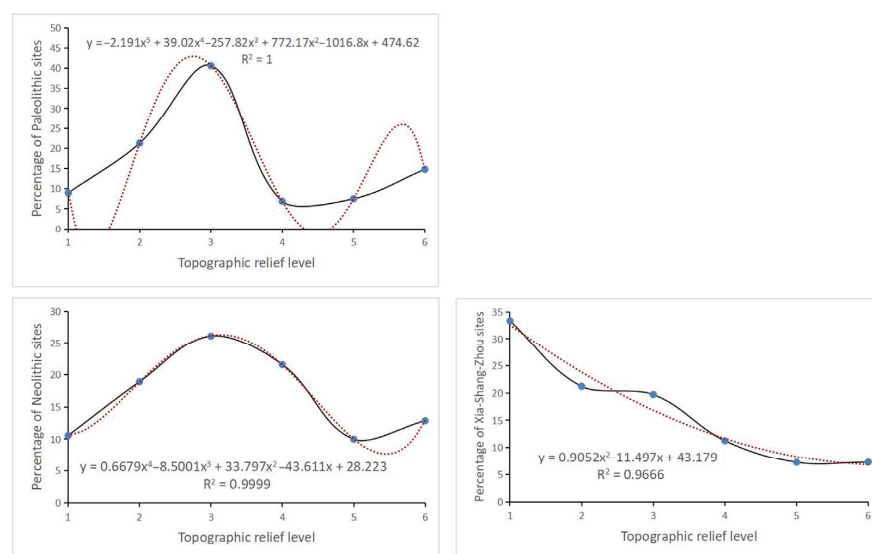 50
45
40
35
30
25
20
15
10
5
0
Percentage of Paleolithic sites
y = −2.191x⁵ + 39.02x⁴−257.82x³ + 772.17x²−1016.8x + 474.62
R² = 1
1 2 3 4 5 6
Topographic relief level
30
25
20
15
10
5
0
Percentage of Neolithic sites
y = 0.6679x⁴−8.5001x³ + 33.797x²−43.611x + 28.223
R² = 0.9999
1 2 3 4 5 6
Topographic relief level
35
30
25
20
15
10
5
0
Percentage of Xia-Shang-Zhou sites
y = 0.9052x² 11.497x + 43.179
R² = 0.9666
1 2 3 4 5 6
Topographic relief level